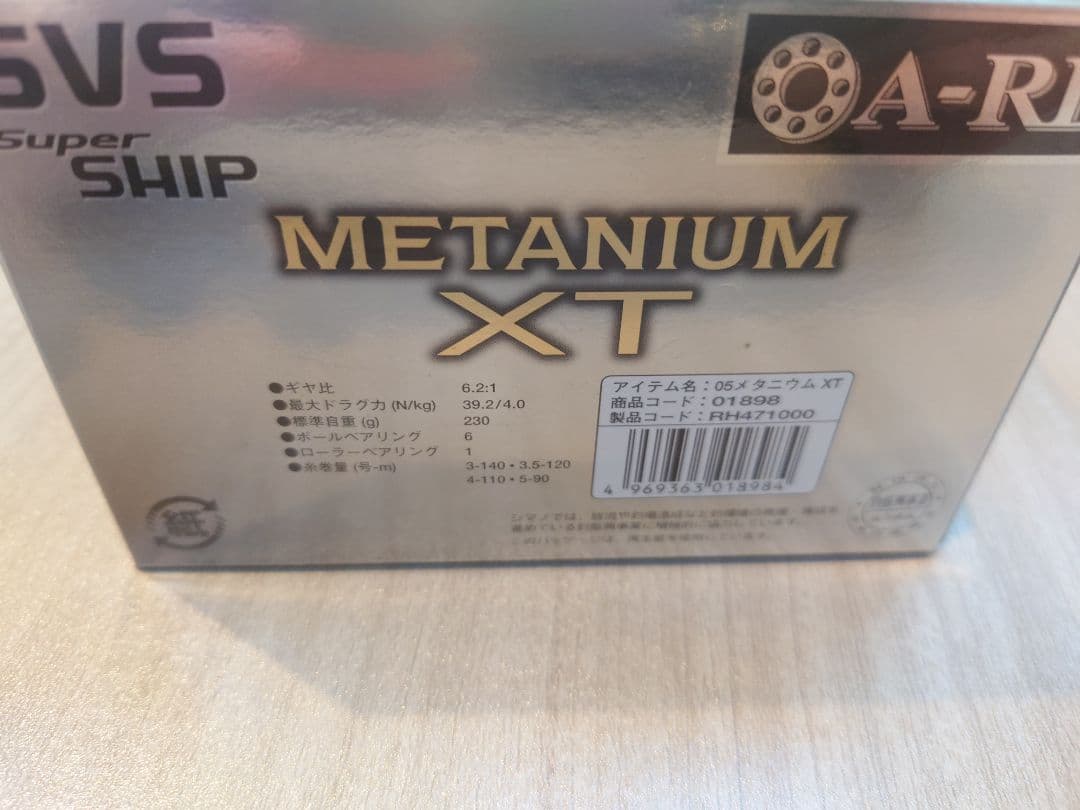 SVS
Super
SHIP
A-R
METANIUM
XT
●ギヤ比 6.2:1
●最大ドラグ力 (N/kg) 39.2/4.0
●標準自重 (g) 230
●ボールベアリング 6
●ローラーベアリング 1
●糸巻量 (号-m) 3-140・3.5-120
4-110・5-90
アイテム名：05メタニウム XT
商品コード：01898
製品コード：RH471000
4 969363 018984